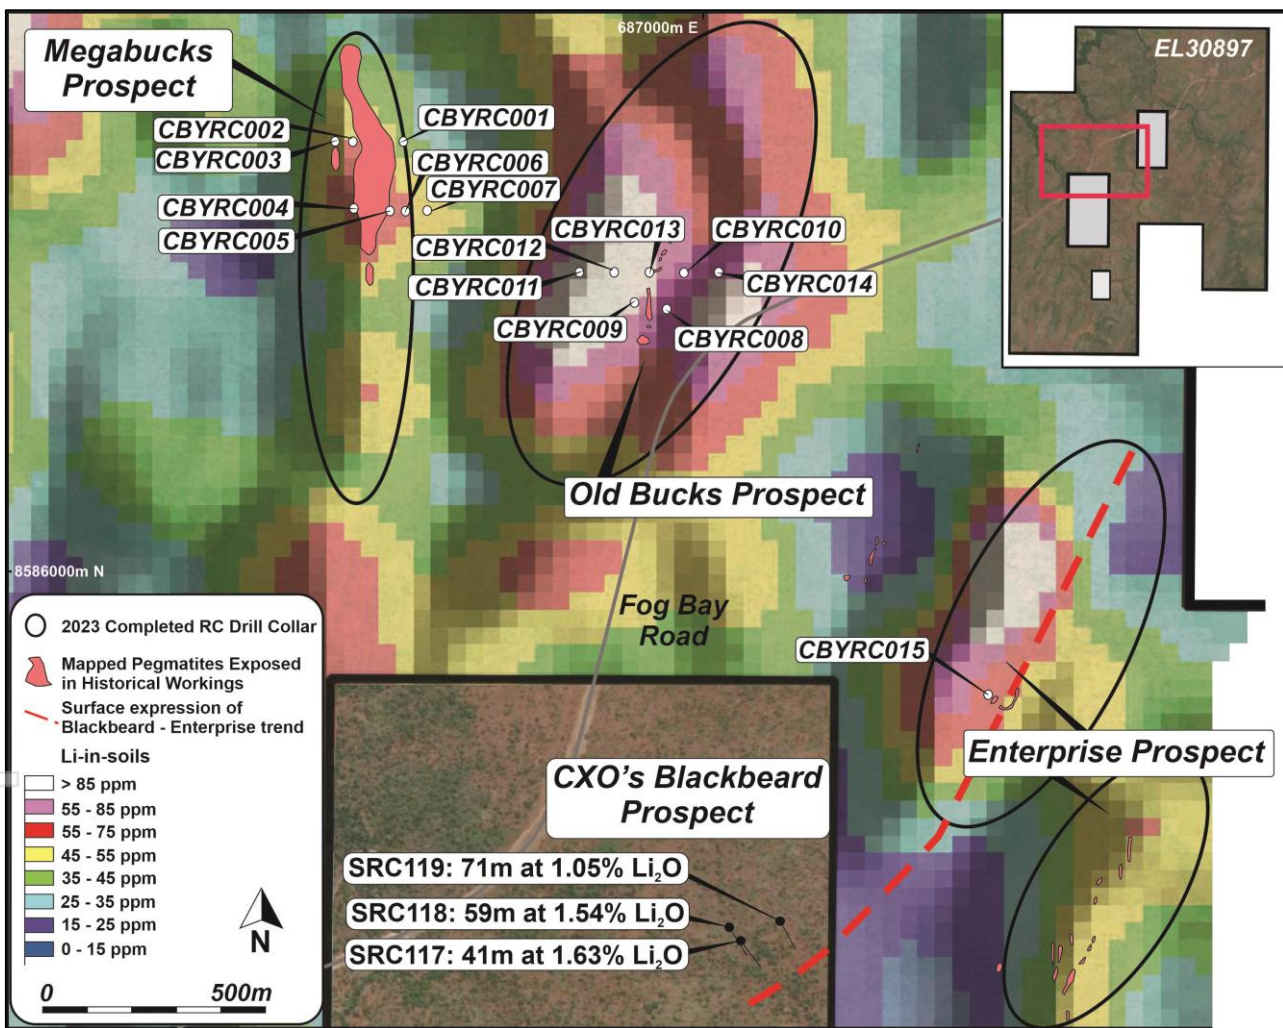 687000m E
EL30897
Megabucks
Prospect
CBYRC002
CBYRC001
CBYRC003
CBYRC006
CBYRC007
CBYRC004
CBYRC005
CBYRC013
CBYRC010
CBYRC012
CBYRC011
CBYRC014
CBYRC009
CBYRC008
Old Bucks Prospect
8586000m N
Fog Bay
Road
CBYRC015
Enterprise Prospect
CXO's Blackbeard
Prospect
SRC119: 71m at 1.05% Li₂O
SRC118: 59m at 1.54% Li₂O
SRC117: 41m at 1.63% Li₂O
2023 Completed RC Drill Collar
Mapped Pegmatites Exposed
in Historical Workings
Surface expression of
Blackbeard - Enterprise trend
Li-in-soils
> 85 ppm
55 - 85 ppm
55 - 75 ppm
45 - 55 ppm
35 - 45 ppm
25 - 35 ppm
15 - 25 ppm
0 - 15 ppm
N
0 500m